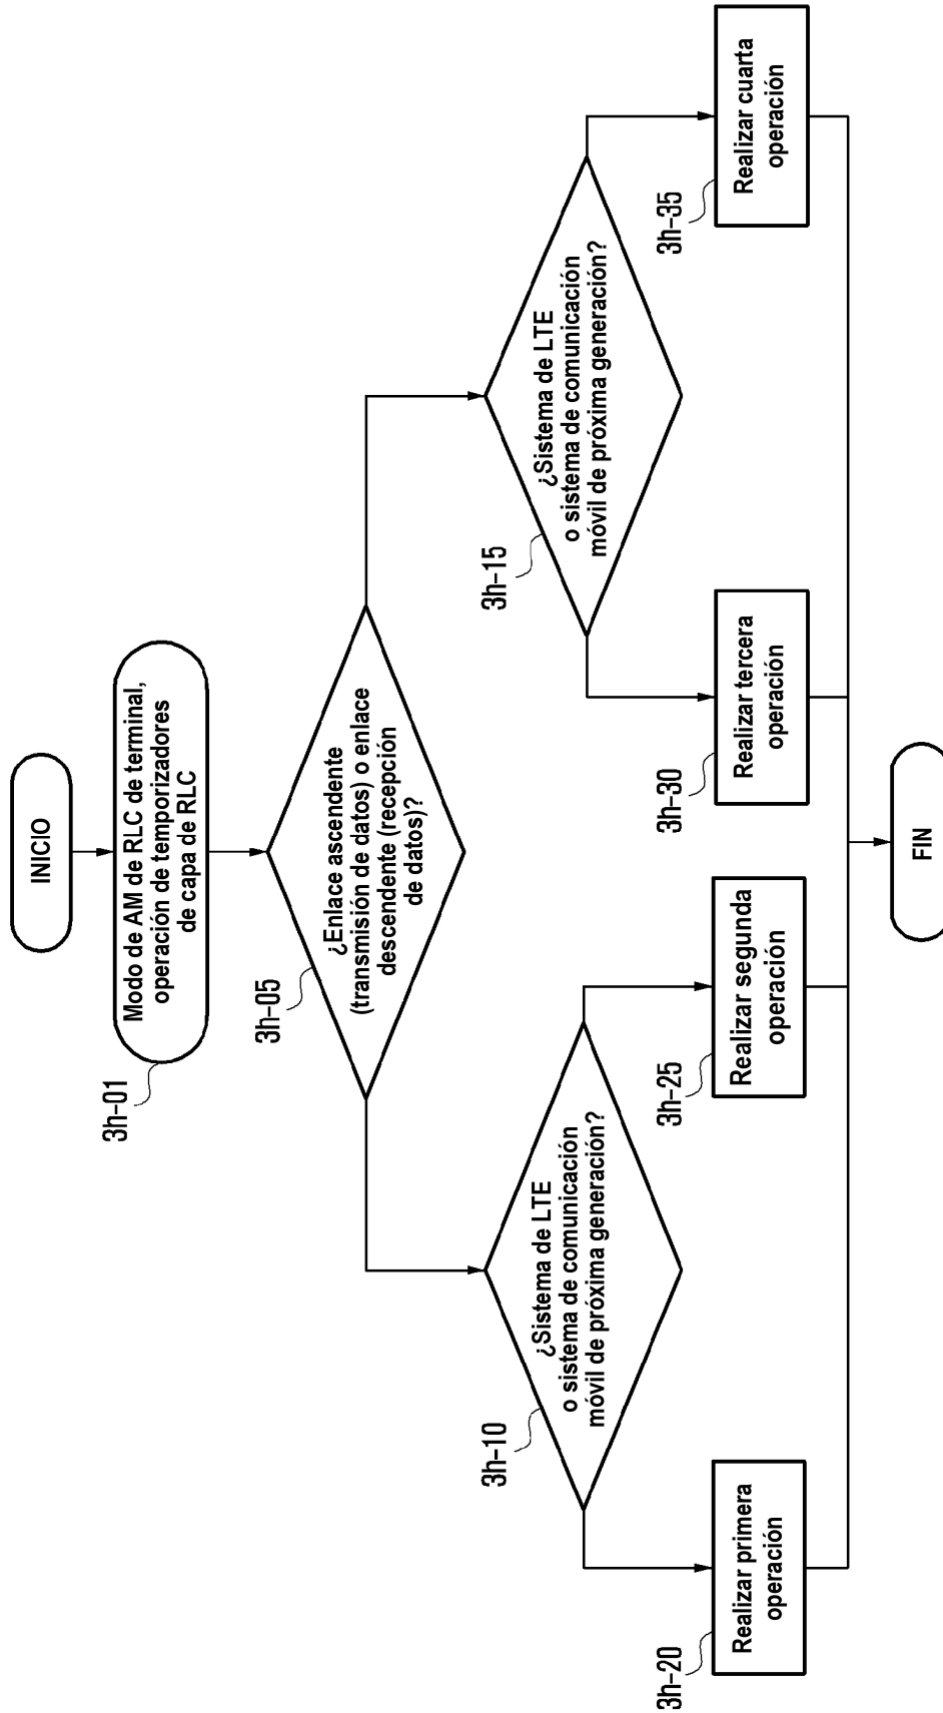 INICIO
Modo de AM de RLC de terminal,
operación de temporizadores
de capa de RLC
3h-01
¿Enlace ascendente
(transmisión de datos) o enlace
descendente (recepción
de datos)?
3h-05
¿Sistema de LTE
o sistema de comunicación
móvil de próxima generación?
3h-10
¿Sistema de LTE
o sistema de comunicación
móvil de próxima generación?
3h-15
Realizar primera
operación
3h-20
Realizar segunda
operación
3h-25
Realizar tercera
operación
3h-30
Realizar cuarta
operación
3h-35
FIN